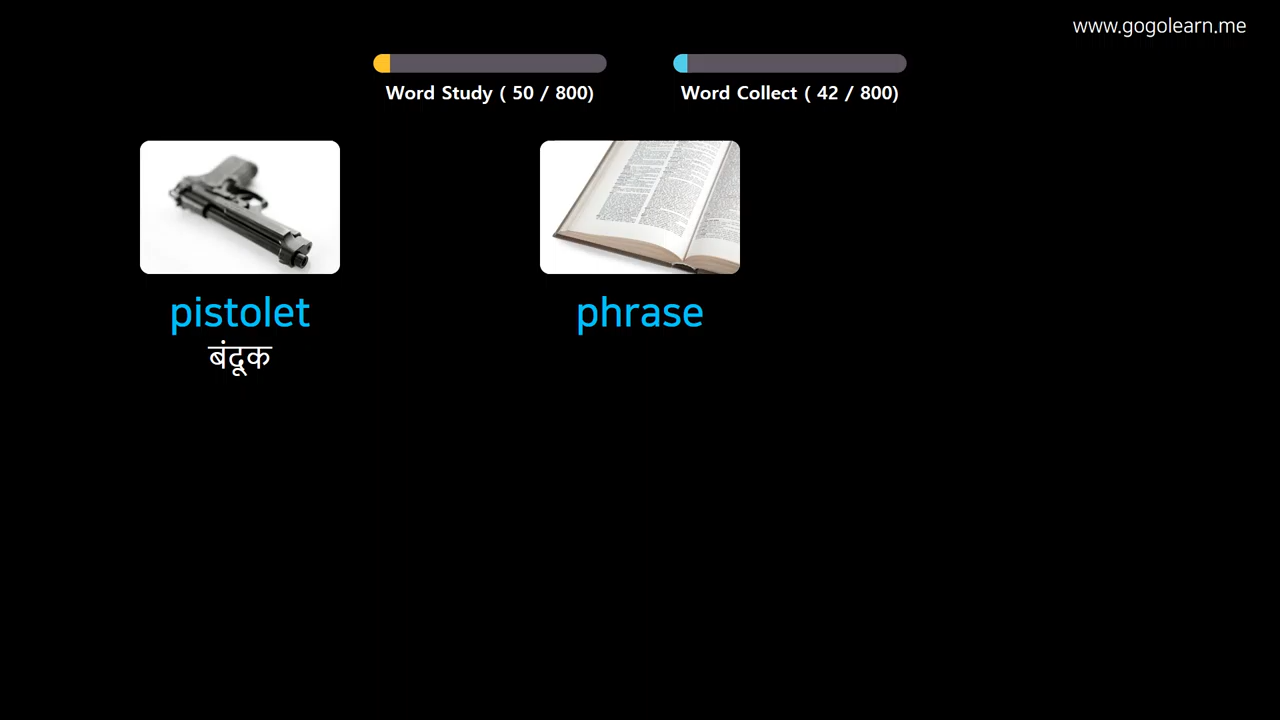 www.gogolearn.me
Word Study ( 50 / 800)
Word Collect ( 42 / 800)
pistolet
phrase
बंदूक